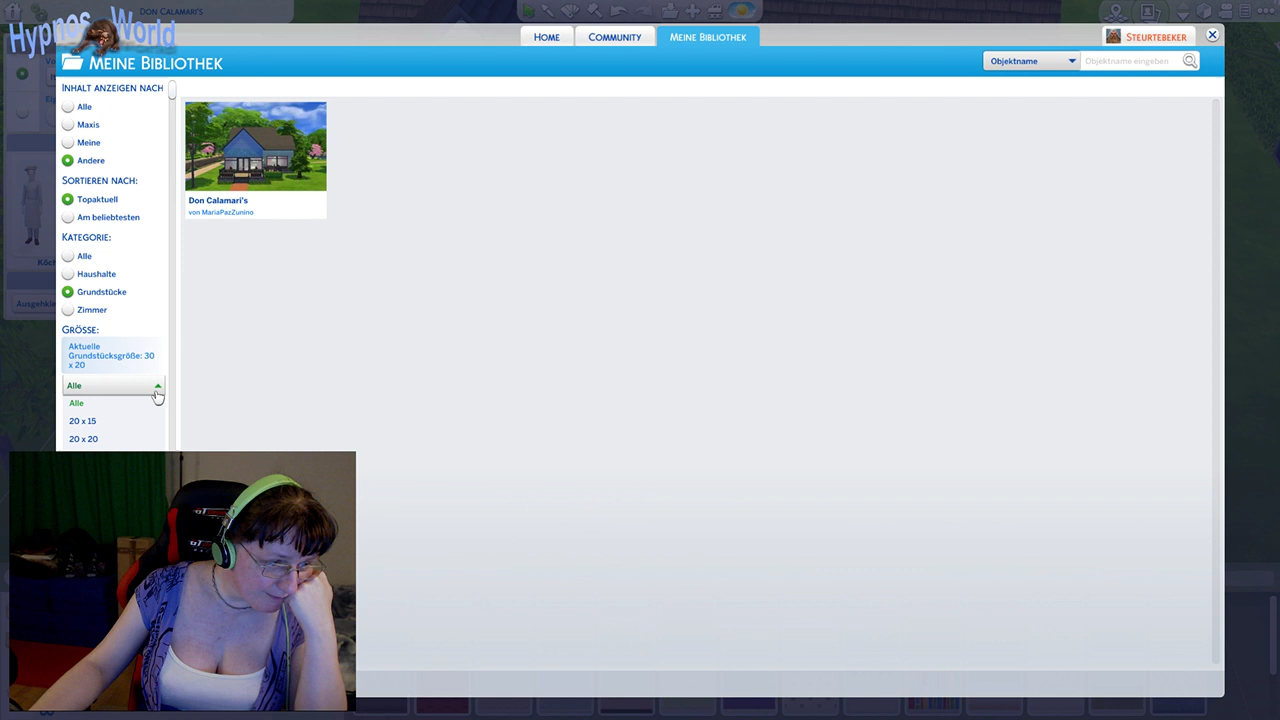 DON CALAMARI'S
Hypnos World
HOME
COMMUNITY
MEINE BIBLIOTHEK
STEURTEBEKER
MEINE BIBLIOTHEK
Objektname
Objektname eingeben
INHALT ANZEIGEN NACH
Alle
Maxis
Meine
Andere
SORTIEREN NACH:
Topaktuell
Am beliebtesten
KATEGORIE:
Alle
Haushalte
Grundstücke
Zimmer
GRÖSSE:
Aktuelle
Grundstücksgröße: 30
x 20
Alle
Alle
20 x 15
20 x 20
Don Calamari's
von MariaPazZunino